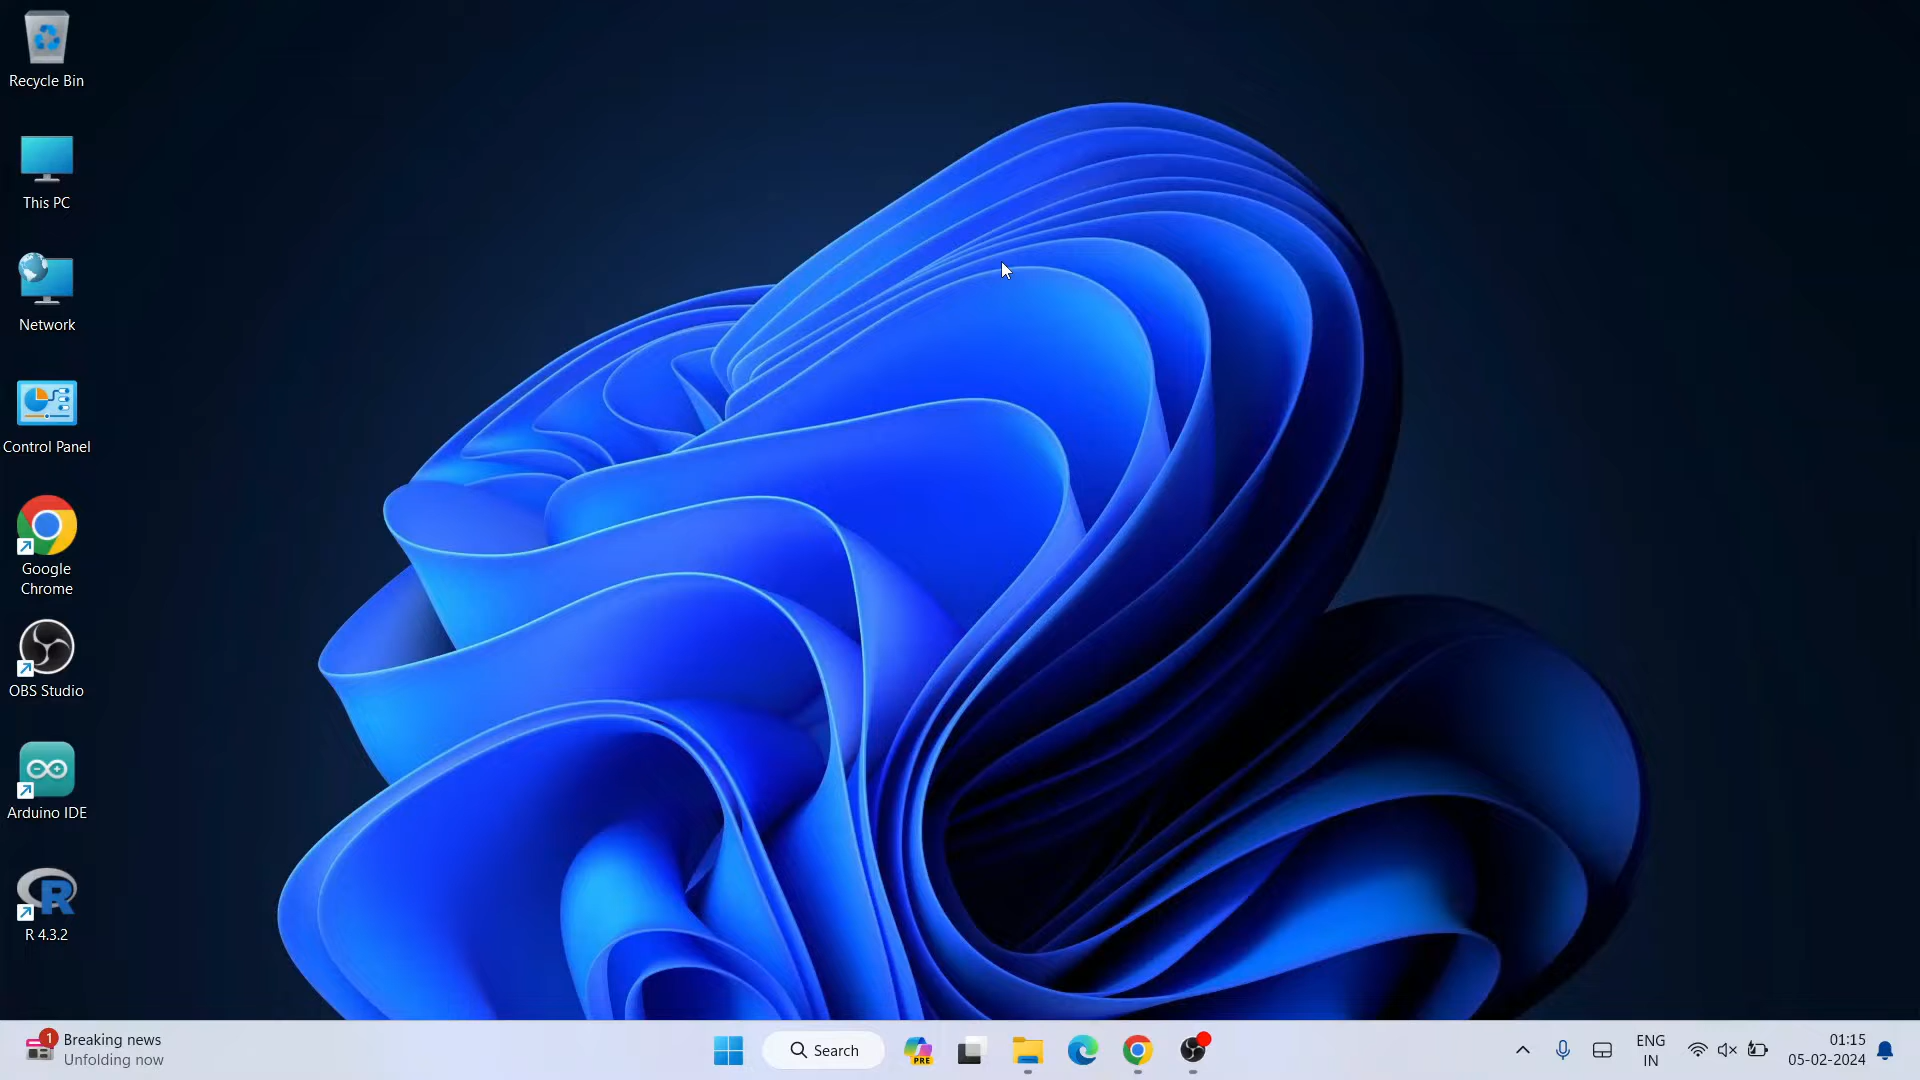 Recycle Bin
This PC
Network
Control Panel
Google
Chrome
OBS Studio
Arduino IDE
R 4.3.2
1
Breaking news
Unfolding now
Search
PRE
ENG
IN
01:15
05-02-2024